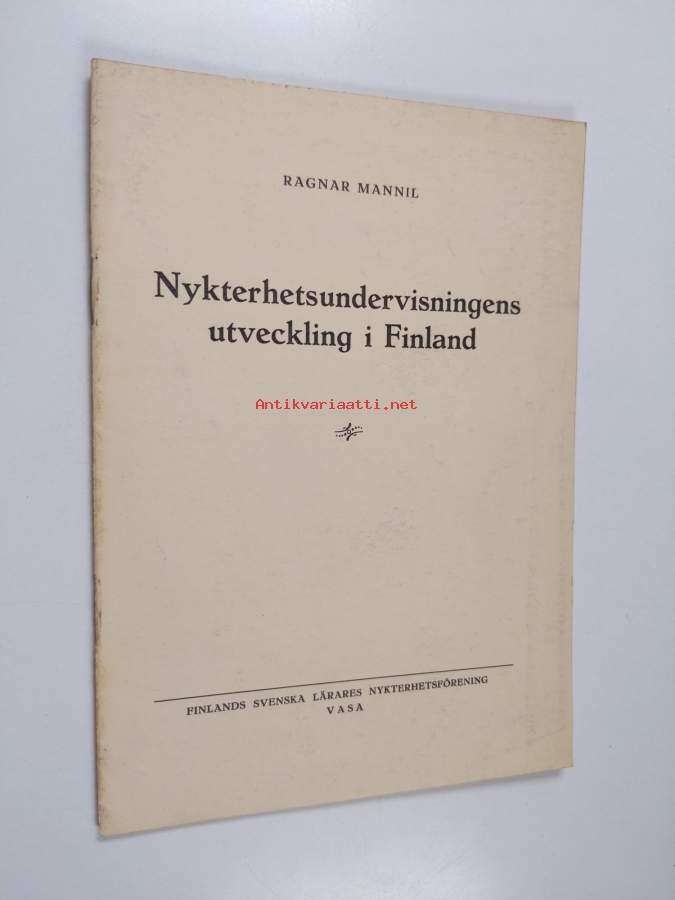 RAGNAR MANNIL
Nykterhetsundervisningens
utveckling i Finland
Antikvariaatti.net
FINLANDS SVENSKA LÄRARES NYKTERHETSFÖRENING
VASA